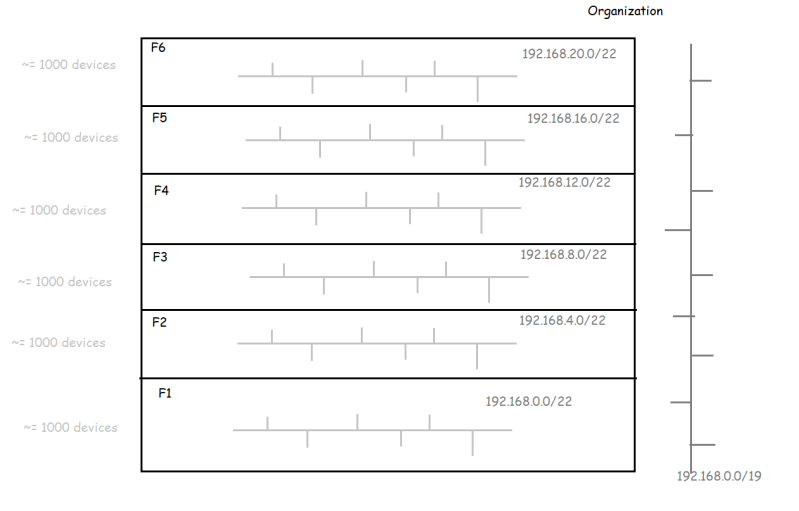 Organization
F6
192.168.20.0/22
~= 1000 devices
F5
192.168.16.0/22
~= 1000 devices
F4
192.168.12.0/22
~= 1000 devices
F3
192.168.8.0/22
~= 1000 devices
F2
192.168.4.0/22
~= 1000 devices
F1
192.168.0.0/22
~= 1000 devices
192.168.0.0/19